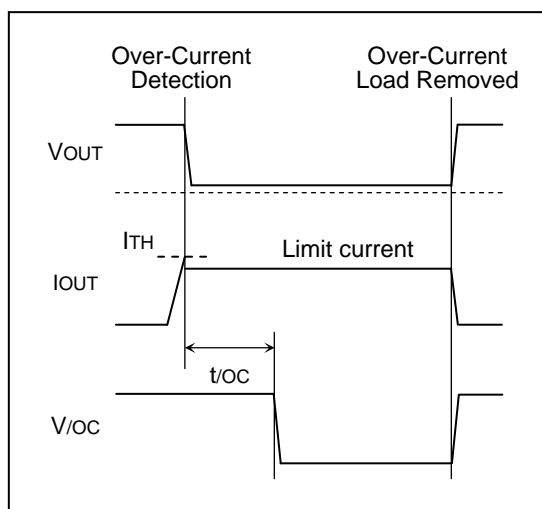 Over-Current
Detection
Over-Current
Load Removed
VOUT
ITH
Limit current
IOUT
t/OC
V/OC